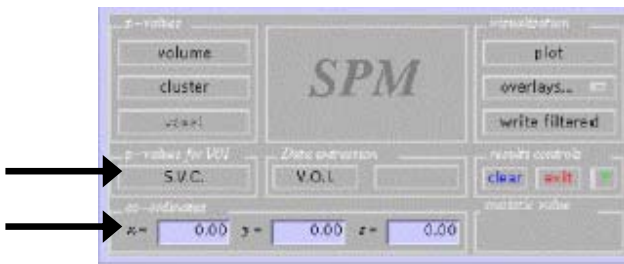 p-values
visualization
volume
SPM
plot
cluster
overlays...
write filtered
p-values for VOI
Data extraction
results controls
S.V.C.
V.O.I.
clear
exit
?
co-ordinates
statistic value
x =
0.00
y =
0.00
z =
0.00